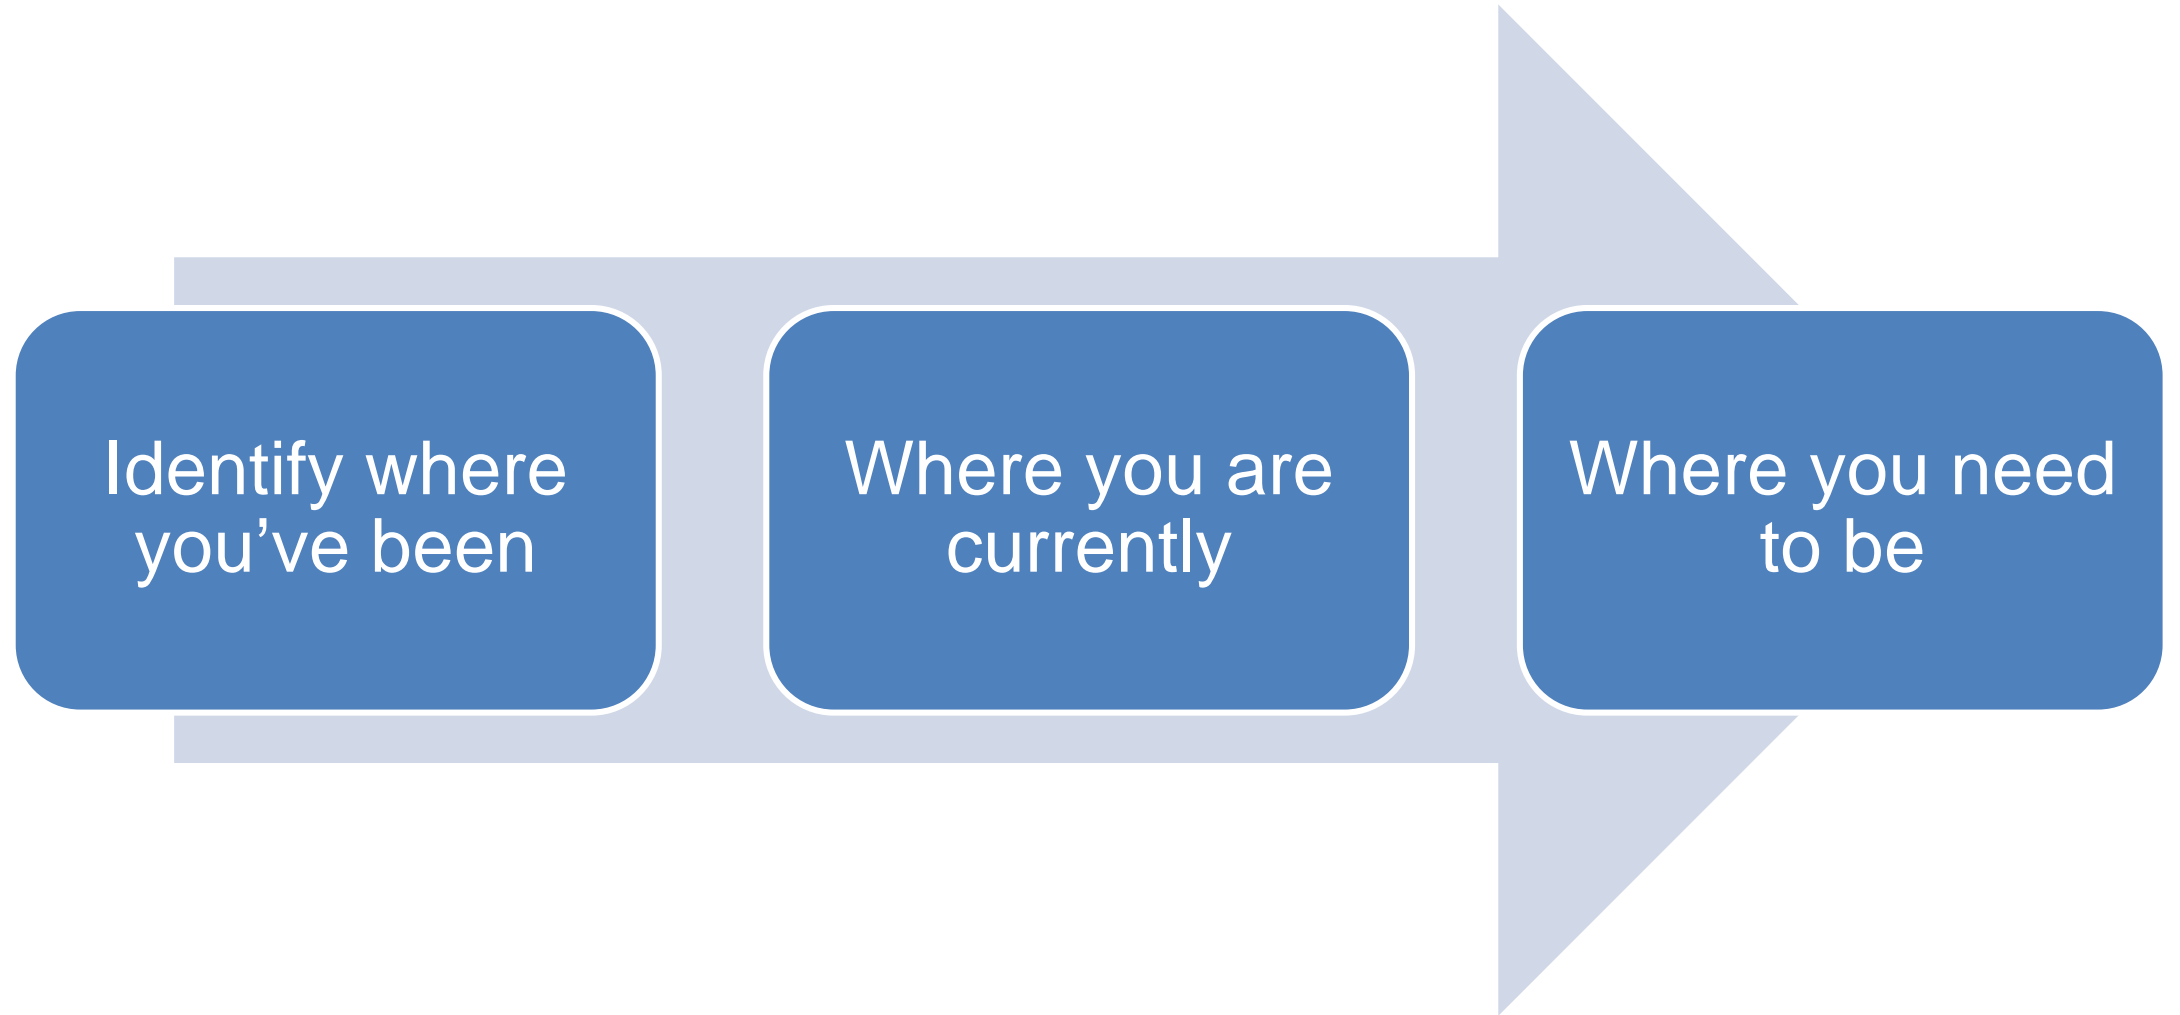 Identify where
you’ve been
Where you are
currently
Where you need
to be